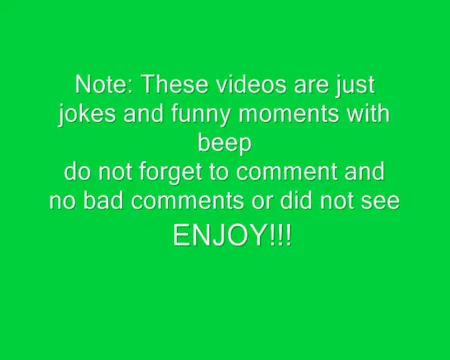 Note: These videos are just
jokes and funny moments with
beep
do not forget to comment and
no bad comments or did not see
ENJOY!!!